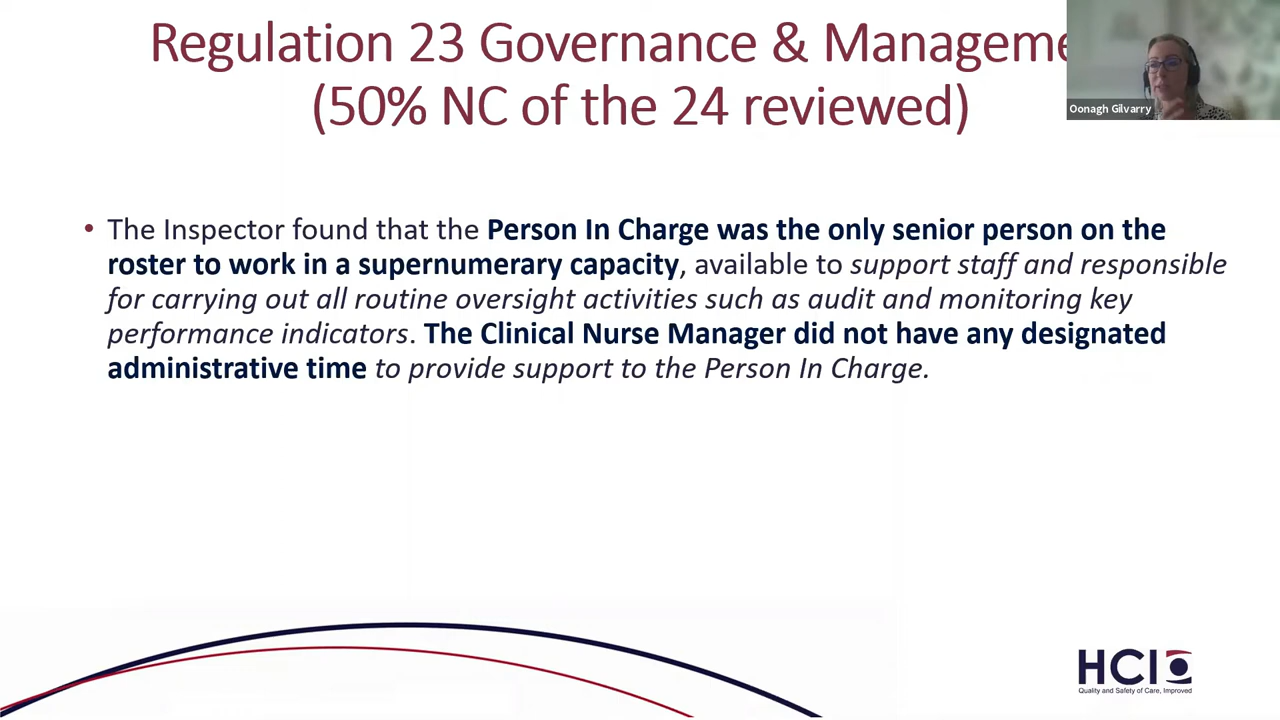 Regulation 23 Governance & Manageme
(50% NC of the 24 reviewed)
Oonagh Gilvarry
• The Inspector found that the Person In Charge was the only senior person on the
roster to work in a supernumerary capacity, available to support staff and responsible
for carrying out all routine oversight activities such as audit and monitoring key
performance indicators. The Clinical Nurse Manager did not have any designated
administrative time to provide support to the Person In Charge.
HCI
Quality and Safety of Care, Improved